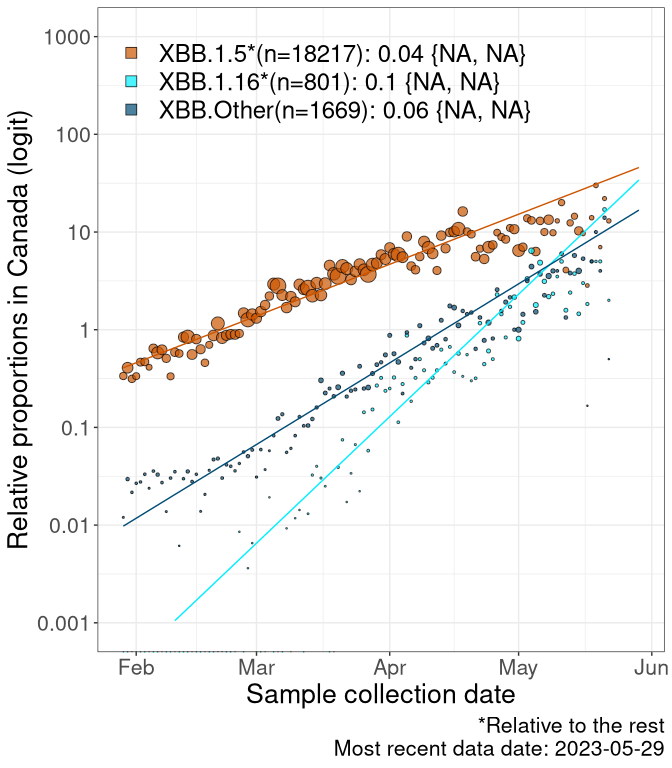 1000
100
10
1
0.1
0.01
0.001
Relative proportions in Canada (logit)
XBB.1.5*(n=18217): 0.04 {NA, NA}
XBB.1.16*(n=801): 0.1 {NA, NA}
XBB.Other(n=1669): 0.06 {NA, NA}
Feb Mar Apr May Jun
Sample collection date
*Relative to the rest
Most recent data date: 2023-05-29